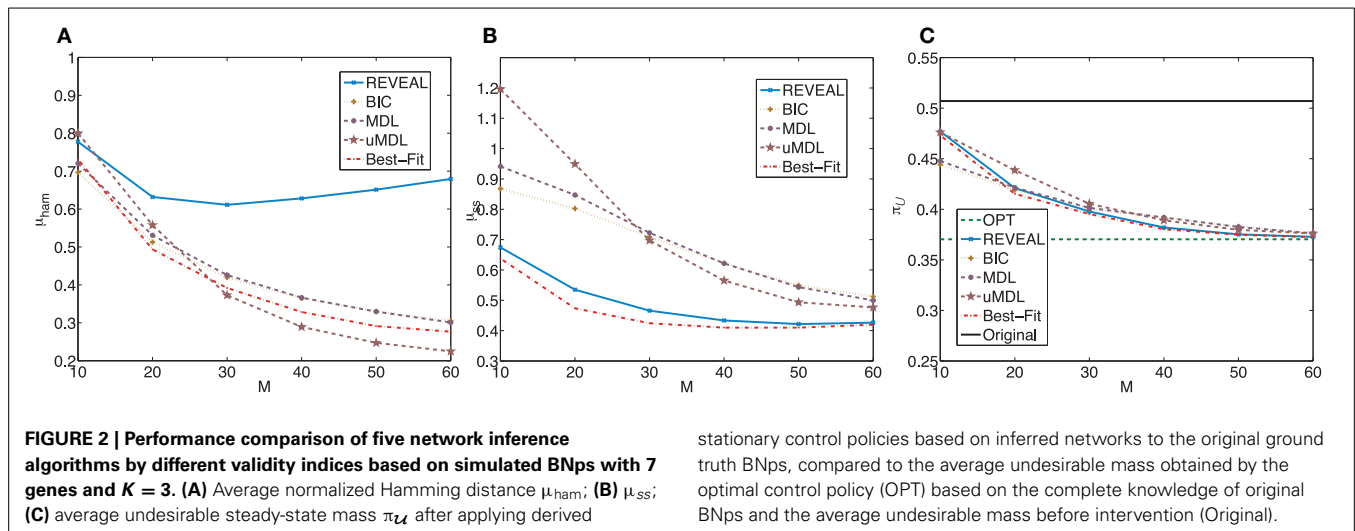 A
1
0.9
0.8
0.7
0.6
0.5
0.4
0.3
0.2
μham
10 20 30 40 50 60
M
REVEAL
BIC
MDL
uMDL
Best–Fit
B
1.2
1.1
1
0.9
0.8
0.7
0.6
0.5
0.4
0.3
μss
10 20 30 40 50 60
M
REVEAL
BIC
MDL
uMDL
Best–Fit
C
0.55
0.5
0.45
0.4
0.35
0.3
0.25
πU
10 20 30 40 50 60
M
OPT
REVEAL
BIC
MDL
uMDL
Best–Fit
Original
FIGURE 2 | Performance comparison of five network inference
algorithms by different validity indices based on simulated BNps with 7
genes and K = 3. (A) Average normalized Hamming distance μham; (B) μss;
(C) average undesirable steady-state mass πU after applying derived
stationary control policies based on inferred networks to the original ground
truth BNps, compared to the average undesirable mass obtained by the
optimal control policy (OPT) based on the complete knowledge of original
BNps and the average undesirable mass before intervention (Original).